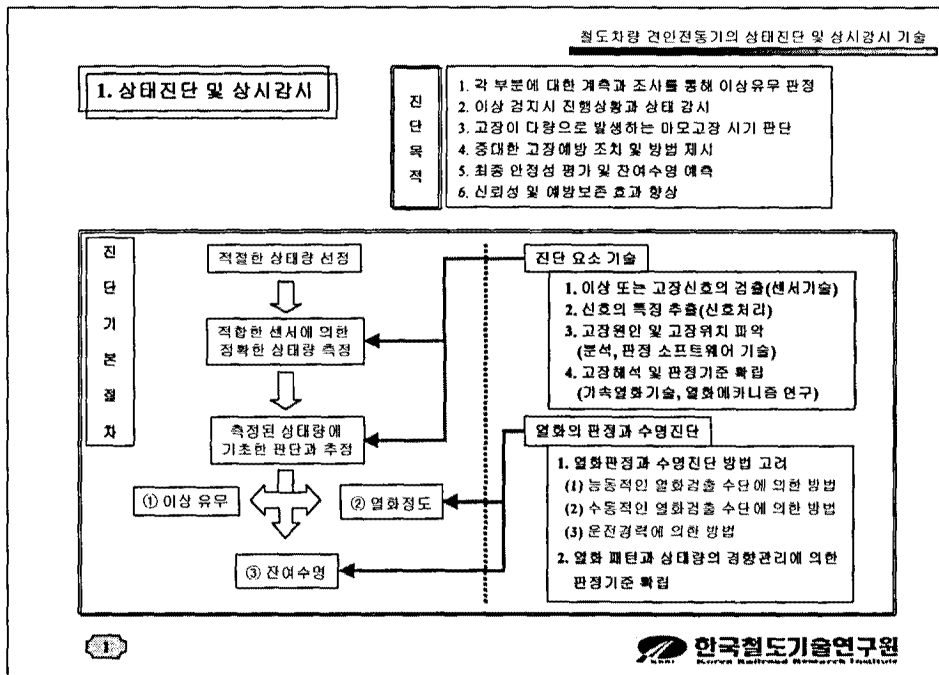 철도차량 견인전동기의 상태진단 및 상시감시 기술
1. 상태진단 및 상시감시
진단목적
1. 각 부분에 대한 계측과 조사를 통해 이상유무 판정
2. 이상 검지시 진행상황과 상태 감시
3. 고장이 다량으로 발생하는 마모고장 시기 판단
4. 중대한 고장예방 조치 및 방법 제시
5. 최종 안정성 평가 및 잔여수명 예측
6. 신뢰성 및 예방보존 효과 향상
진단기본절차
적절한 상태량 선정
적합한 센서에 의한
정확한 상태량 측정
측정된 상태량에
기초한 판단과 추정
① 이상 유무
② 열화정도
③ 잔여수명
진단 요소 기술
1. 이상 또는 고장신호의 검출(센서기술)
2. 신호의 특징 추출(신호처리)
3. 고장원인 및 고장위치 파악
(분석, 판정 소프트웨어 기술)
4. 고장해석 및 판정기준 확립
(가속열화기술, 열화메카니즘 연구)
열화의 판정과 수명진단
1. 열화판정과 수명진단 방법 고려
(1) 능동적인 열화검출 수단에 의한 방법
(2) 수동적인 열화검출 수단에 의한 방법
(3) 운전경력에 의한 방법
2. 열화 패턴과 상태량의 경향관리에 의한
판정기준 확립
1
한국철도기술연구원
Korea Railroad Research Institute